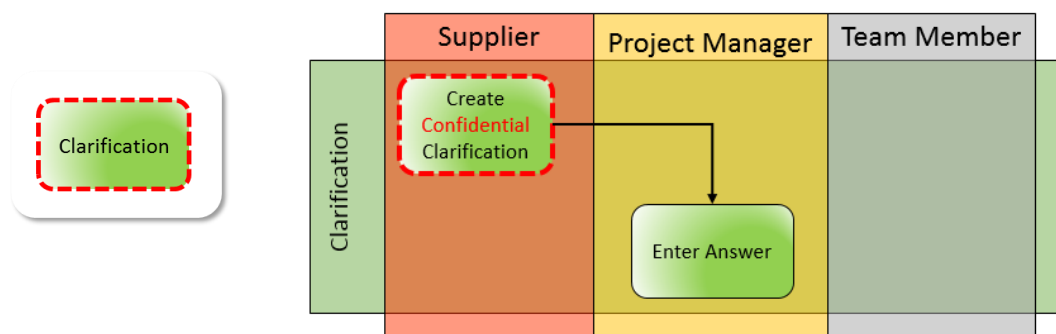 Supplier
Project Manager
Team Member
Clarification
Clarification
Create
Confidential
Clarification
Enter Answer